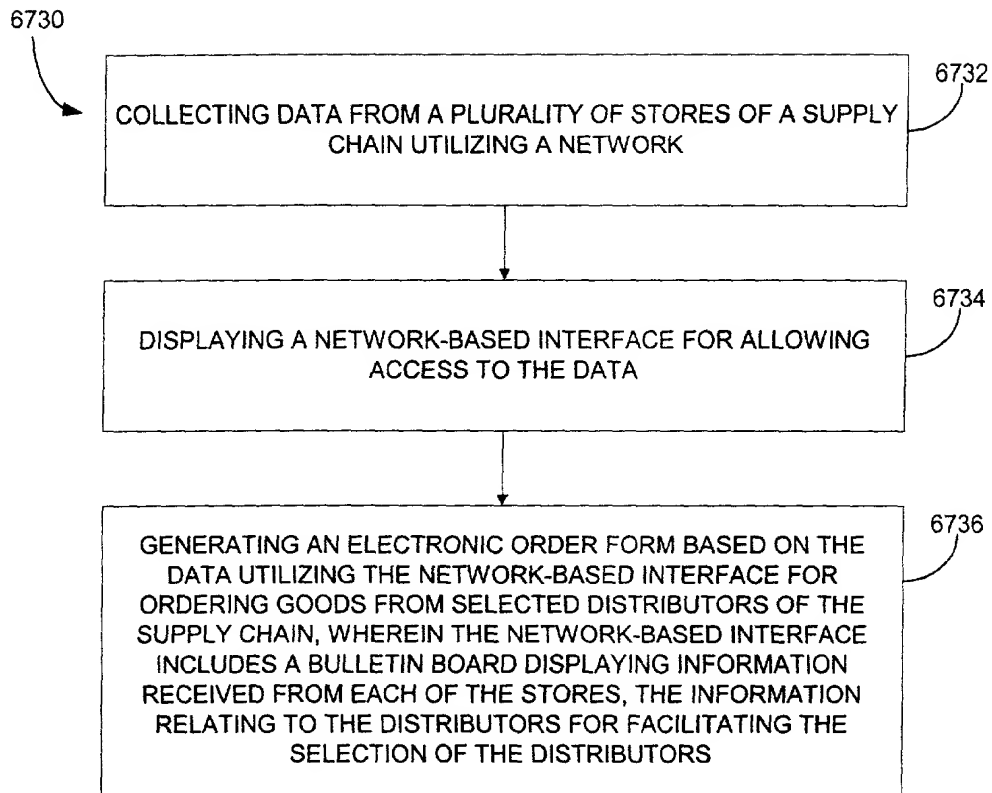 6730
6732
COLLECTING DATA FROM A PLURALITY OF STORES OF A SUPPLY
CHAIN UTILIZING A NETWORK
6734
DISPLAYING A NETWORK-BASED INTERFACE FOR ALLOWING
ACCESS TO THE DATA
6736
GENERATING AN ELECTRONIC ORDER FORM BASED ON THE
DATA UTILIZING THE NETWORK-BASED INTERFACE FOR
ORDERING GOODS FROM SELECTED DISTRIBUTORS OF THE
SUPPLY CHAIN, WHEREIN THE NETWORK-BASED INTERFACE
INCLUDES A BULLETIN BOARD DISPLAYING INFORMATION
RECEIVED FROM EACH OF THE STORES, THE INFORMATION
RELATING TO THE DISTRIBUTORS FOR FACILITATING THE
SELECTION OF THE DISTRIBUTORS